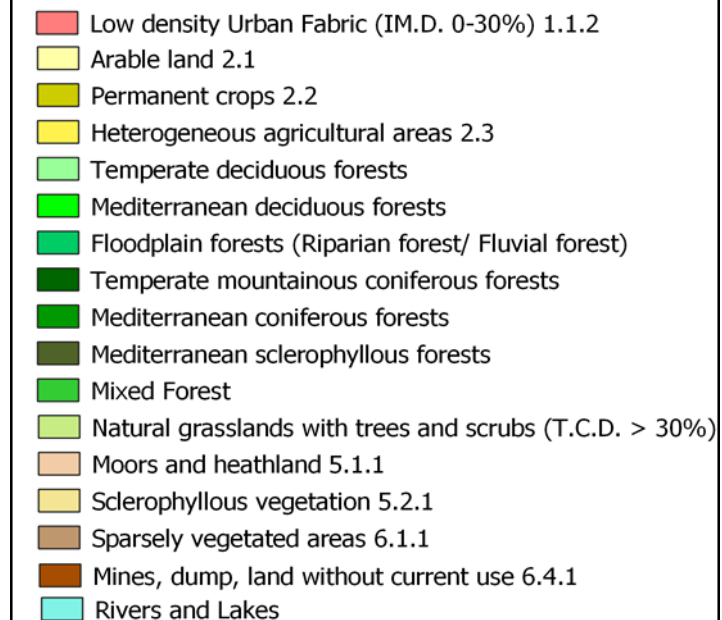 Low density Urban Fabric (IM.D. 0-30%) 1.1.2
Arable land 2.1
Permanent crops 2.2
Heterogeneous agricultural areas 2.3
Temperate deciduous forests
Mediterranean deciduous forests
Floodplain forests (Riparian forest/ Fluvial forest)
Temperate mountainous coniferous forests
Mediterranean coniferous forests
Mediterranean sclerophyllous forests
Mixed Forest
Natural grasslands with trees and scrubs (T.C.D. > 30%)
Moors and heathland 5.1.1
Sclerophyllous vegetation 5.2.1
Sparsely vegetated areas 6.1.1
Mines, dump, land without current use 6.4.1
Rivers and Lakes